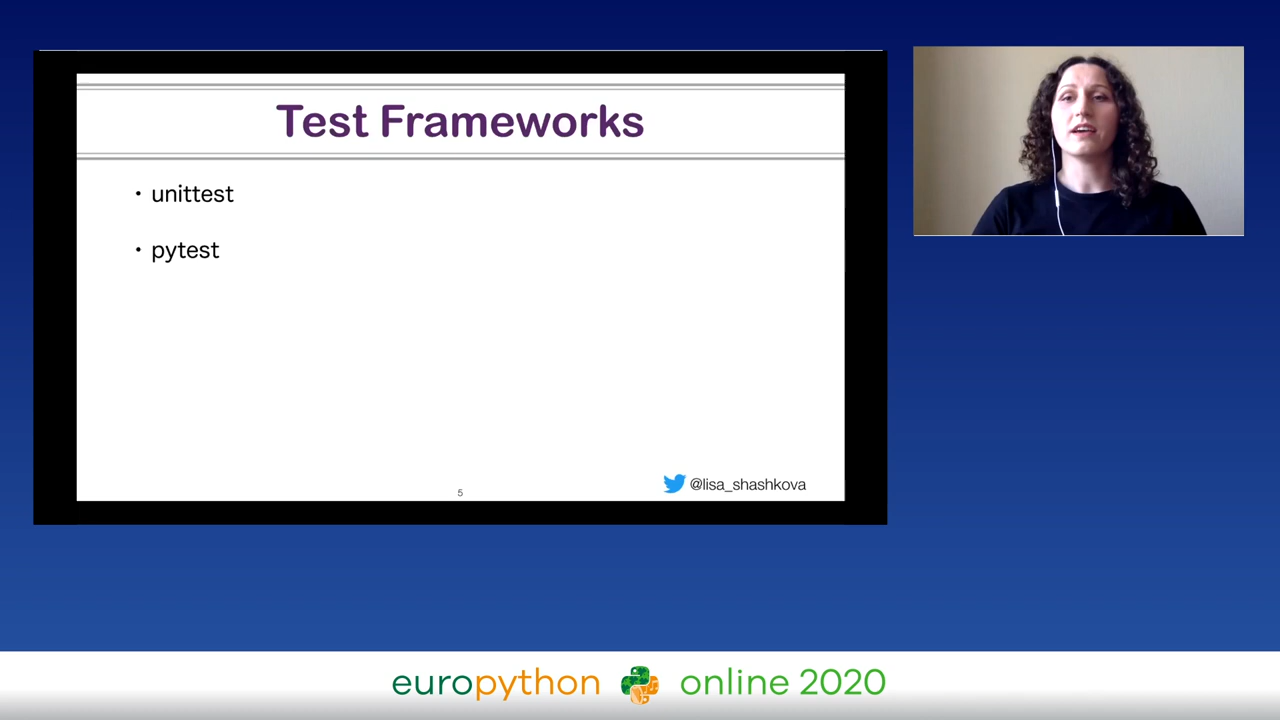 Test Frameworks
• unittest
• pytest
5
@lisa_shashkova
europython online 2020